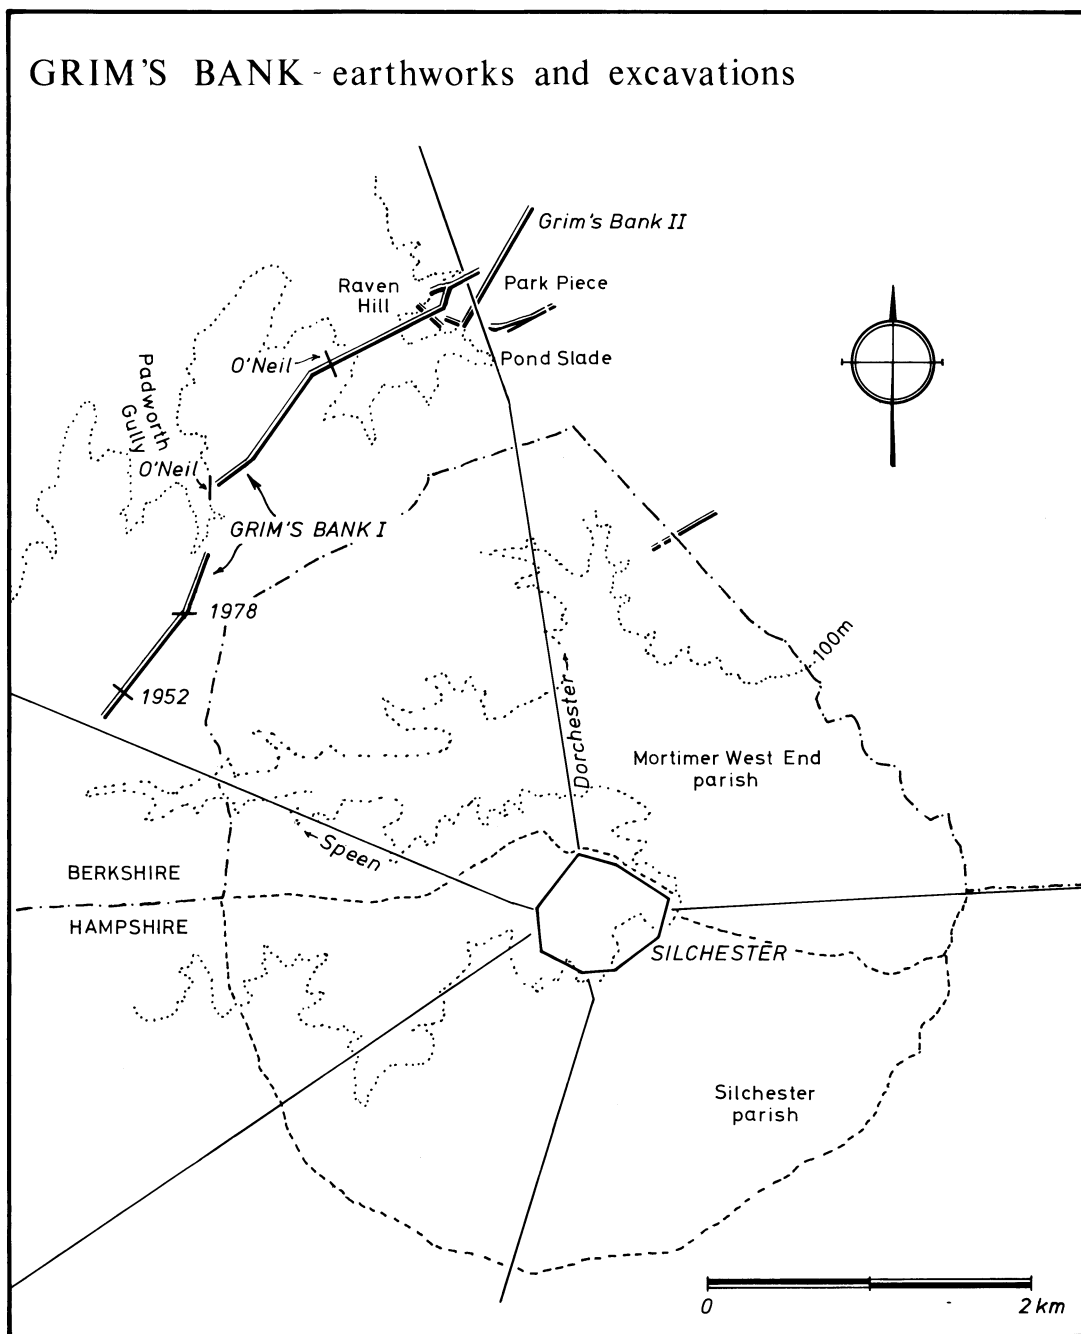 GRIM'S BANK - earthworks and excavations
Grim's Bank II
Raven
Hill
Park Piece
O'Neil
Pond Slade
Padworth
Gully
O'Neil
GRIM'S BANK I
1978
100m
1952
Dorchester
Mortimer West End
parish
Speen
BERKSHIRE
HAMPSHIRE
SILCHESTER
Silchester
parish
0 2 km